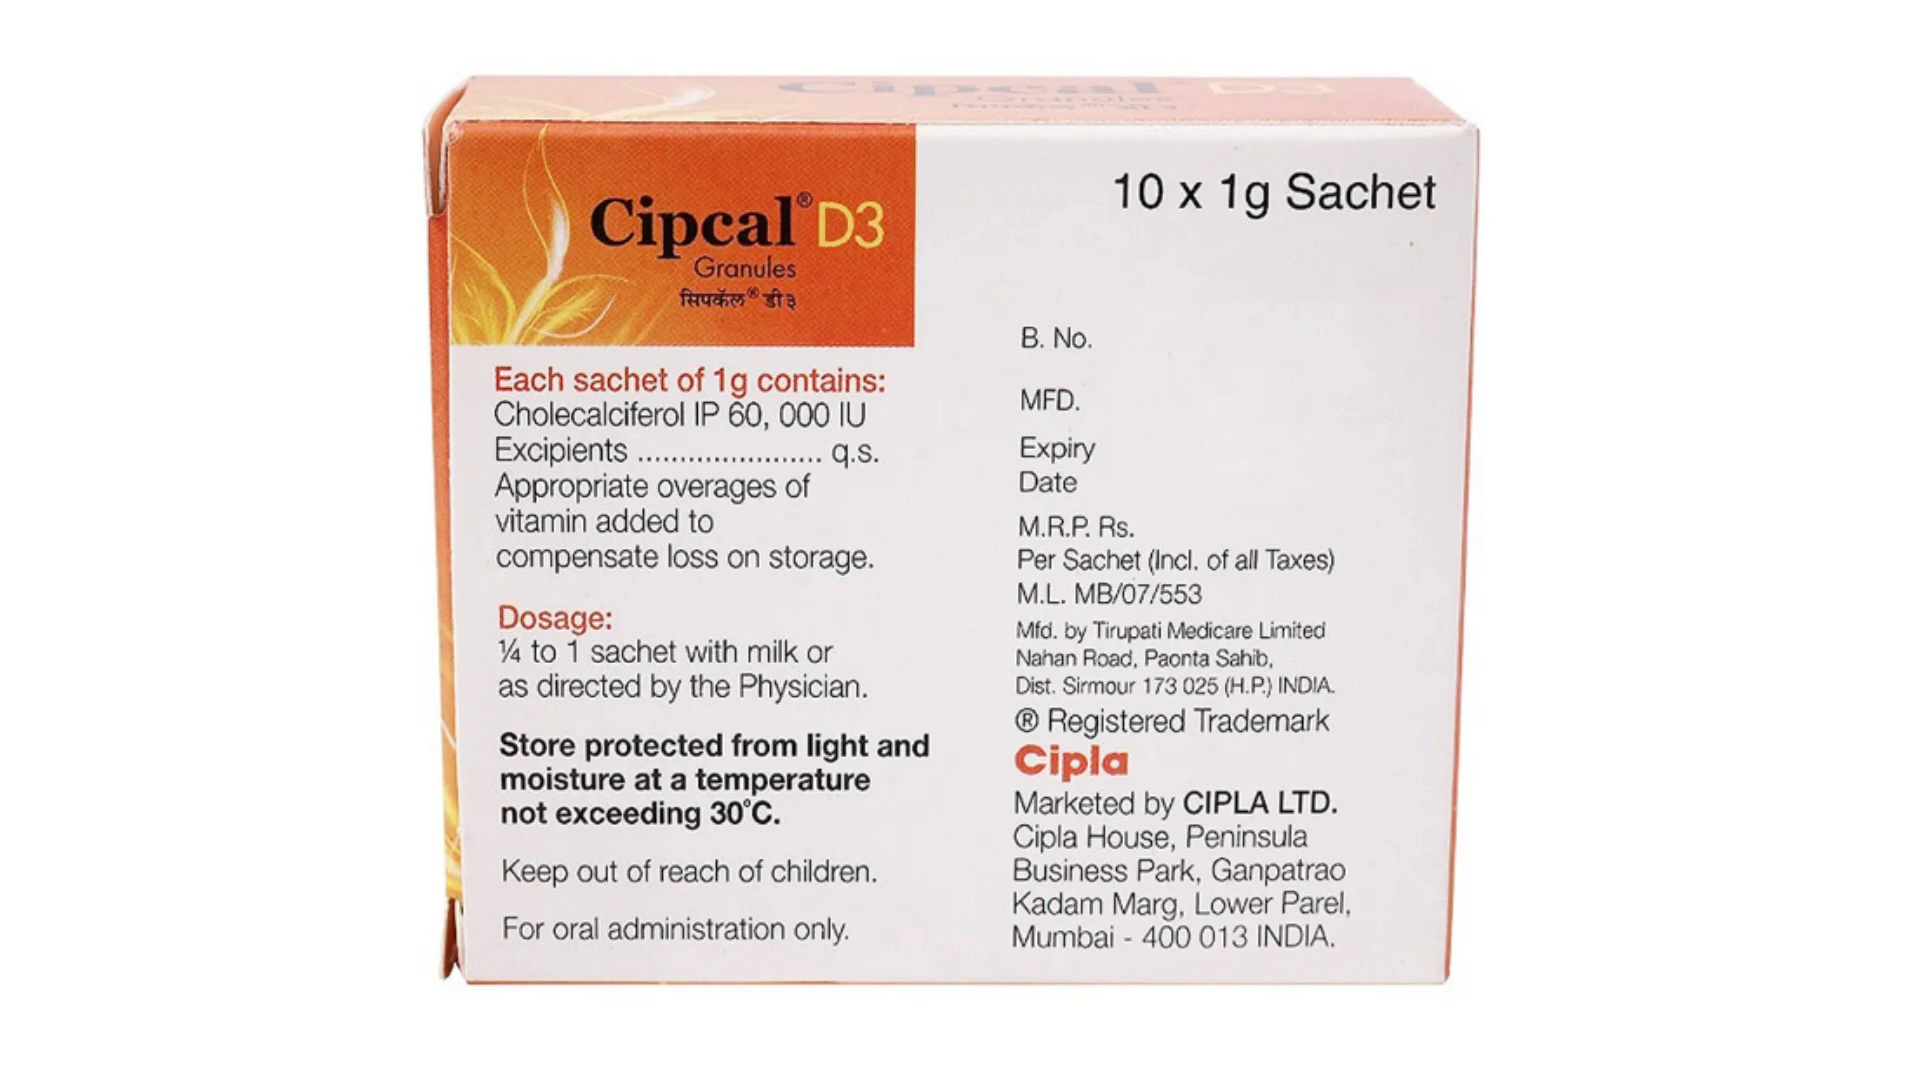 Cipcal D3
Granules
Cipcal® D3
Granules
सिपकॅल® डी ३
10 x 1g Sachet
Each sachet of 1g contains:
Cholecalciferol IP 60, 000 IU
Excipients ...................... q.s.
Appropriate overages of
vitamin added to
compensate loss on storage.
Dosage:
¼ to 1 sachet with milk or
as directed by the Physician.
Store protected from light and
moisture at a temperature
not exceeding 30°C.
Keep out of reach of children.
For oral administration only.
B. No.
MFD.
Expiry
Date
M.R.P. Rs.
Per Sachet (Incl. of all Taxes)
M.L. MB/07/553
Mfd. by Tirupati Medicare Limited
Nahan Road, Paonta Sahib,
Dist. Sirmour 173 025 (H.P.) INDIA.
® Registered Trademark
Cipla
Marketed by CIPLA LTD.
Cipla House, Peninsula
Business Park, Ganpatrao
Kadam Marg, Lower Parel,
Mumbai - 400 013 INDIA.